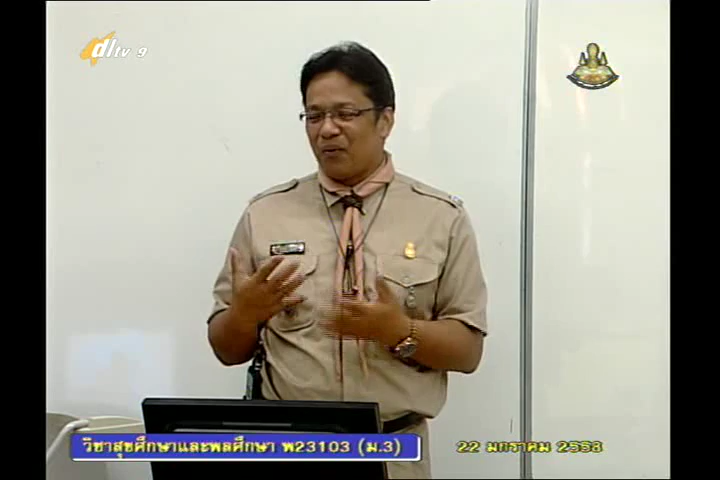 dltv 9
วิชาสุขศึกษาและพลศึกษา พ23103 (ม.3)
22 มกราคม 2558